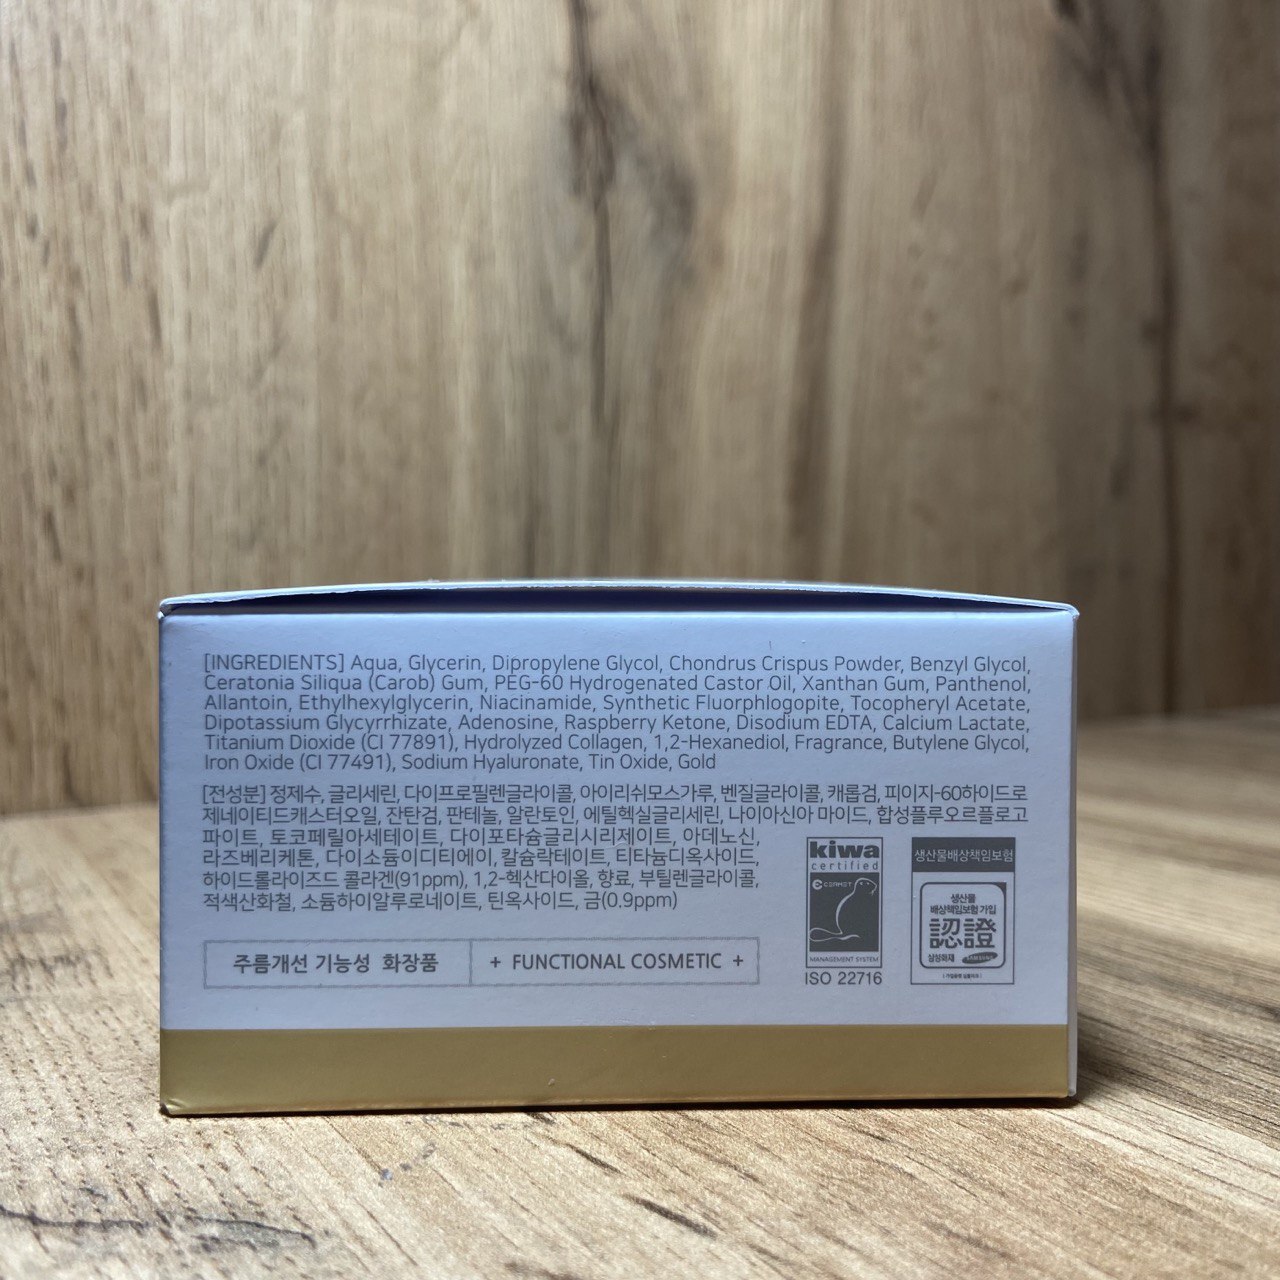 [INGREDIENTS] Aqua, Glycerin, Dipropylene Glycol, Chondrus Crispus Powder, Benzyl Glycol,
Ceratonia Siliqua (Carob) Gum, PEG-60 Hydrogenated Castor Oil, Xanthan Gum, Panthenol,
Allantoin, Ethylhexylglycerin, Niacinamide, Synthetic Fluorphlogopite, Tocopheryl Acetate,
Dipotassium Glycyrrhizate, Adenosine, Raspberry Ketone, Disodium EDTA, Calcium Lactate,
Titanium Dioxide (CI 77891), Hydrolyzed Collagen, 1,2-Hexanediol, Fragrance, Butylene Glycol,
Iron Oxide (CI 77491), Sodium Hyaluronate, Tin Oxide, Gold
[전성분] 정제수, 글리세린, 다이프로필렌글라이콜, 아이리쉬모스가루, 벤질글라이콜, 캐롭검, 피이지-60하이드로
제네이티드캐스터오일, 잔탄검, 판테놀, 알란토인, 에틸헥실글리세린, 나이아신아 마이드, 합성플루오르플로고
파이트, 토코페릴아세테이트, 다이포타슘글리시리제이트, 아데노신,
라즈베리케톤, 다이소듐이디티에이, 칼슘락테이트, 티타늄디옥사이드,
하이드롤라이즈드 콜라겐(91ppm), 1,2-헥산다이올, 향료, 부틸렌글라이콜,
적색산화철, 소듐하이알루로네이트, 틴옥사이드, 금(0.9ppm)
주름개선 기능성 화장품
+ FUNCTIONAL COSMETIC +
kiwa
certified
CERMET
MANAGEMENT SYSTEM
ISO 22716
생산물배상책임보험
생산물
배상책임보험 가입
認證
삼성화재 SAMSUNG